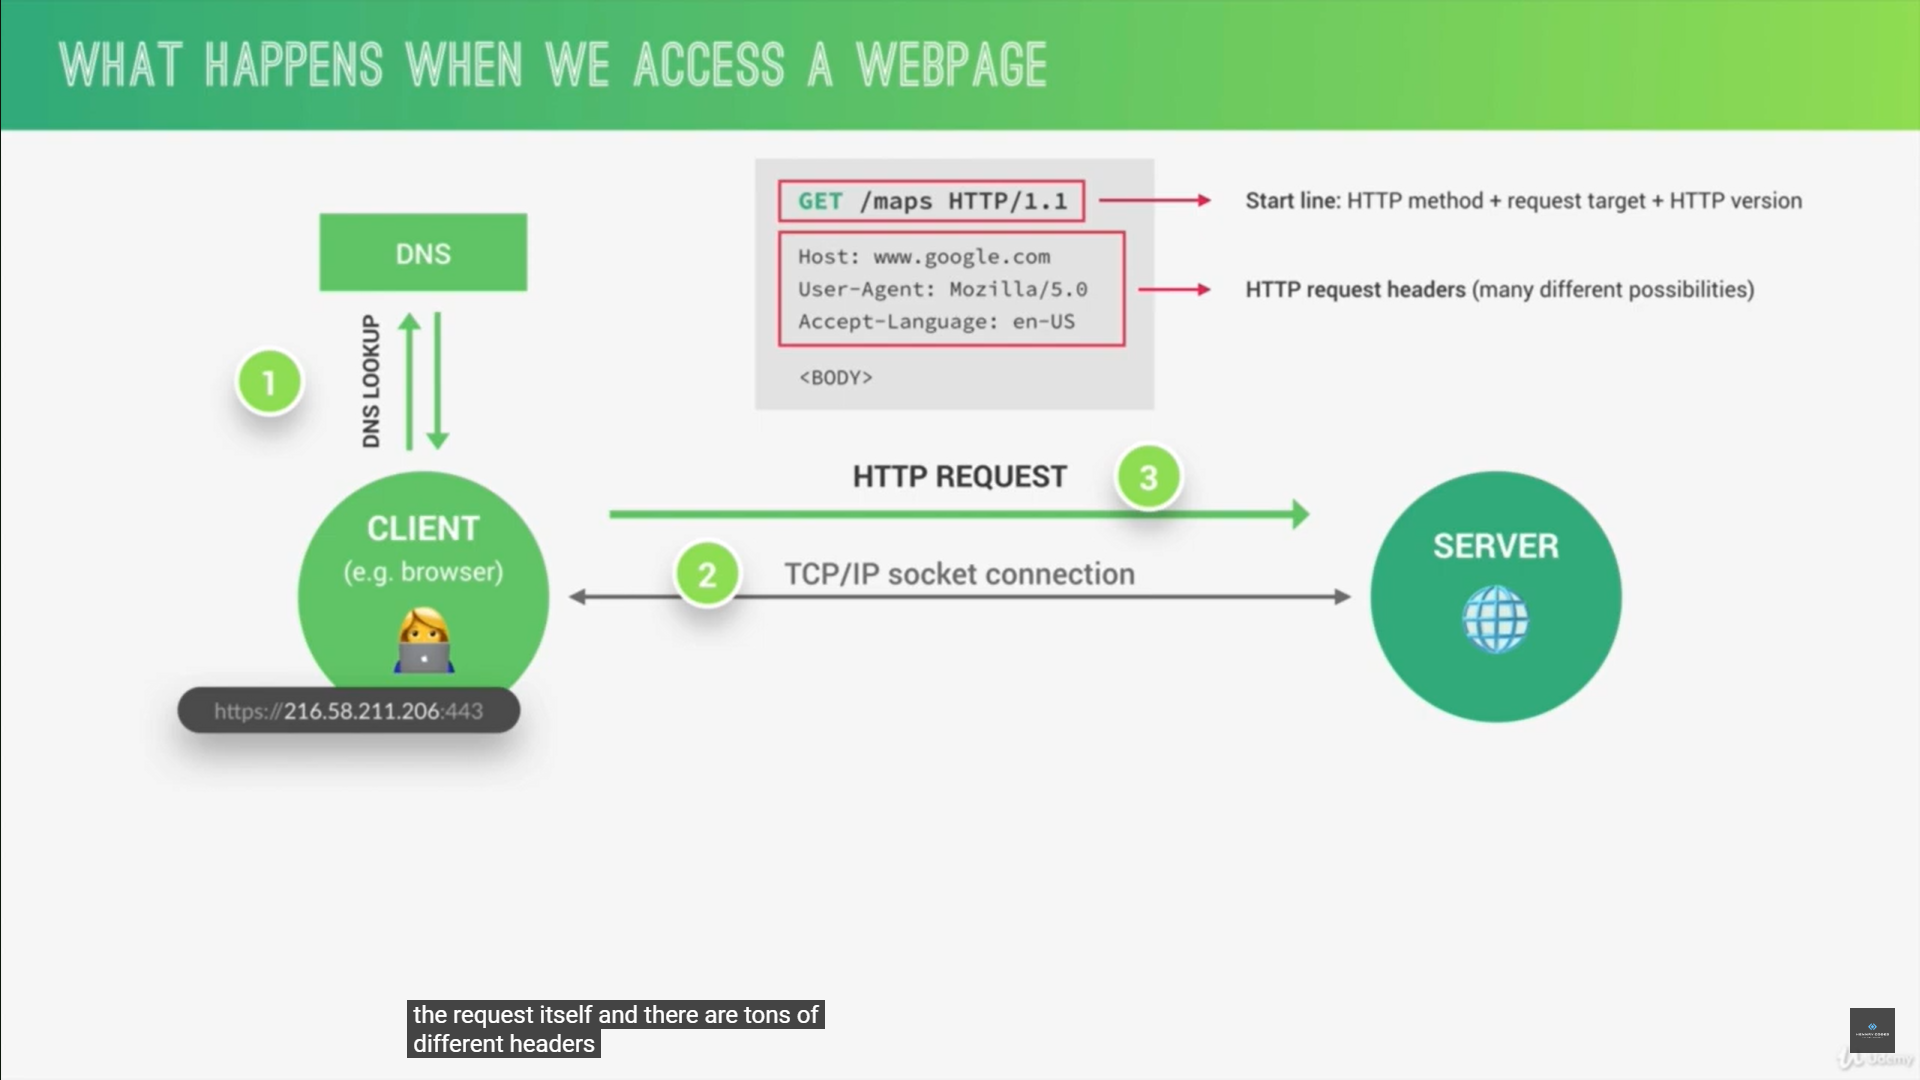 WHAT HAPPENS WHEN WE ACCESS A WEBPAGE
GET /maps HTTP/1.1
Start line: HTTP method + request target + HTTP version
Host: www.google.com
User-Agent: Mozilla/5.0
Accept-Language: en-US
HTTP request headers (many different possibilities)
<BODY>
DNS
DNS LOOKUP
1
HTTP REQUEST
3
CLIENT
(e.g. browser)
2
TCP/IP socket connection
SERVER
https://216.58.211.206:443
the request itself and there are tons of
different headers
Udemy